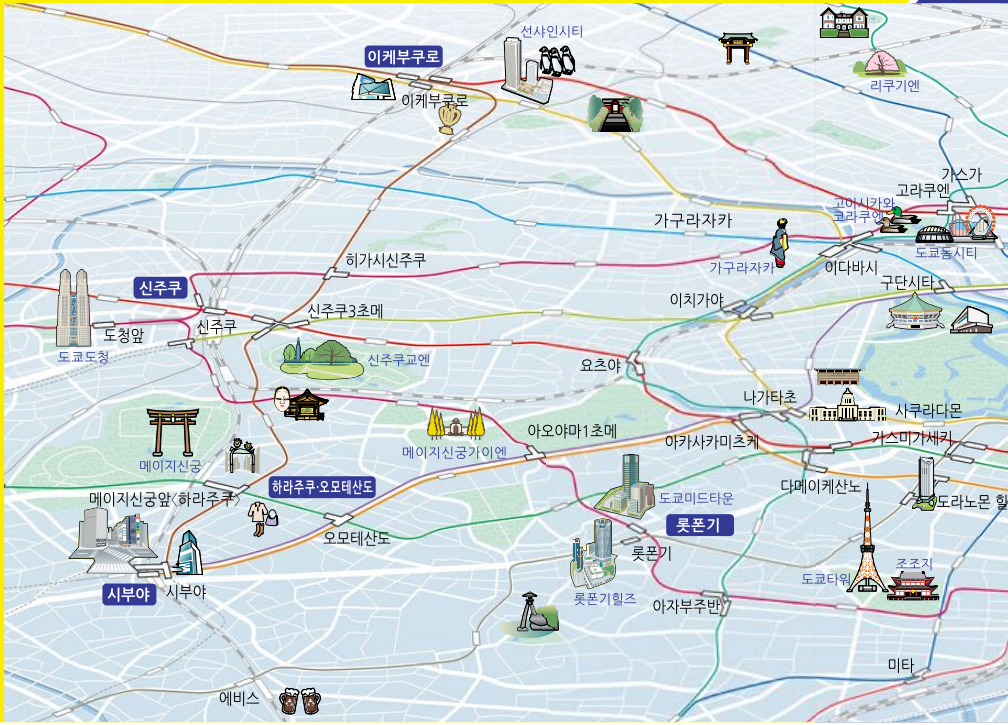 선샤인시티
이케부쿠로
이케부쿠로
리쿠기엔
가스가
고라쿠엔
고이시카와
코라쿠엔
가구라자카
가구라자카
도쿄돔시티
이다바시
히가시신주쿠
구단시타
신주쿠
이치가야
신주쿠3초메
신주쿠
도청앞
도쿄도청
신주쿠교엔
요츠야
나가타초
사쿠라다몬
아오야마1초메
아카사카미츠케
가스미가세키
메이지신궁가이엔
메이지신궁
다메이케산노
하라주쿠·오모테산도
메이지신궁앞〈하라주쿠〉
도쿄미드타운
도라노몬 힐
롯폰기
오모테산도
롯폰기
조조지
도쿄타워
시부야
시부야
롯폰기힐즈
아자부주반
미타
에비스